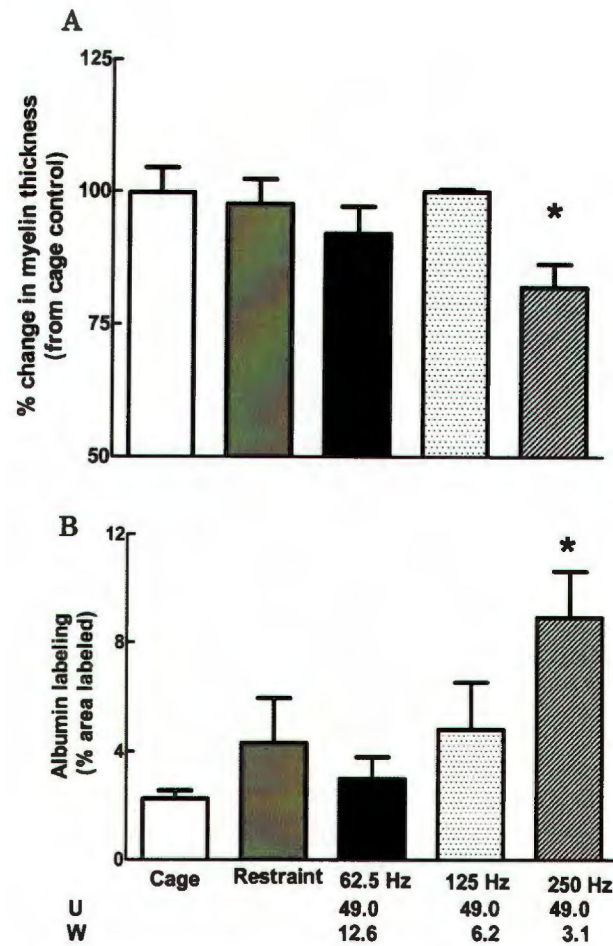 A
125
100
75
50
% change in myelin thickness
(from cage control)
*
B
12
8
4
0
Albumin labeling
(% area labeled)
*
Cage Restraint 62.5 Hz 125 Hz 250 Hz
U 49.0 49.0 49.0
W 12.6 6.2 3.1